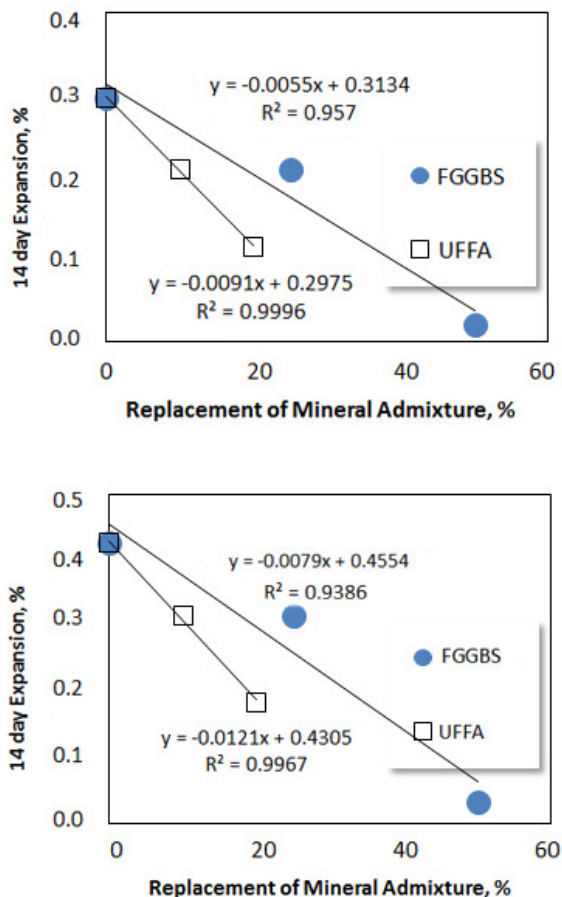 0.4
y = -0.0055x + 0.3134
R² = 0.957
0.3
FGGBS
0.2
UFFA
0.1
y = -0.0091x + 0.2975
R² = 0.9996
0.0
14 day Expansion, %
0 20 40 60
Replacement of Mineral Admixture, %
0.5
y = -0.0079x + 0.4554
R² = 0.9386
0.4
0.3
FGGBS
0.2
UFFA
0.1
y = -0.0121x + 0.4305
R² = 0.9967
0.0
14 day Expansion, %
0 20 40 60
Replacement of Mineral Admixture, %